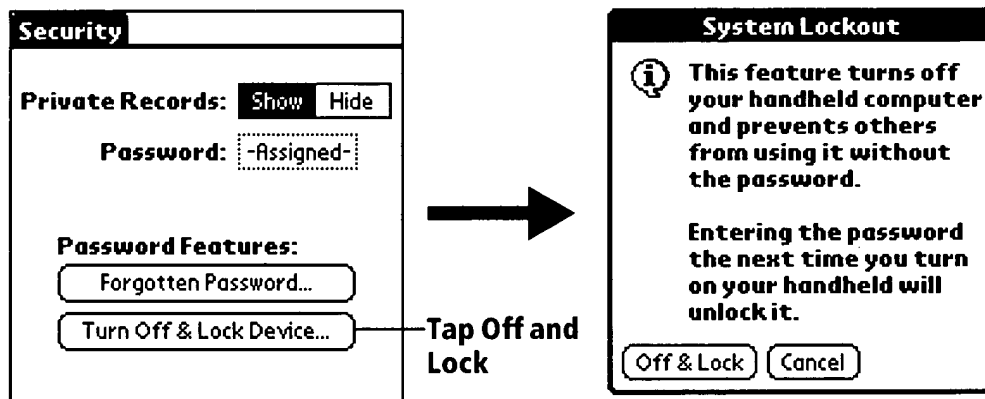 Security
Private Records: Show Hide
Password: -Assigned-
Password Features:
Forgotten Password...
Turn Off & Lock Device...
Tap Off and
Lock
System Lockout
This feature turns off
your handheld computer
and prevents others
from using it without
the password.
Entering the password
the next time you turn
on your handheld will
unlock it.
Off & Lock Cancel